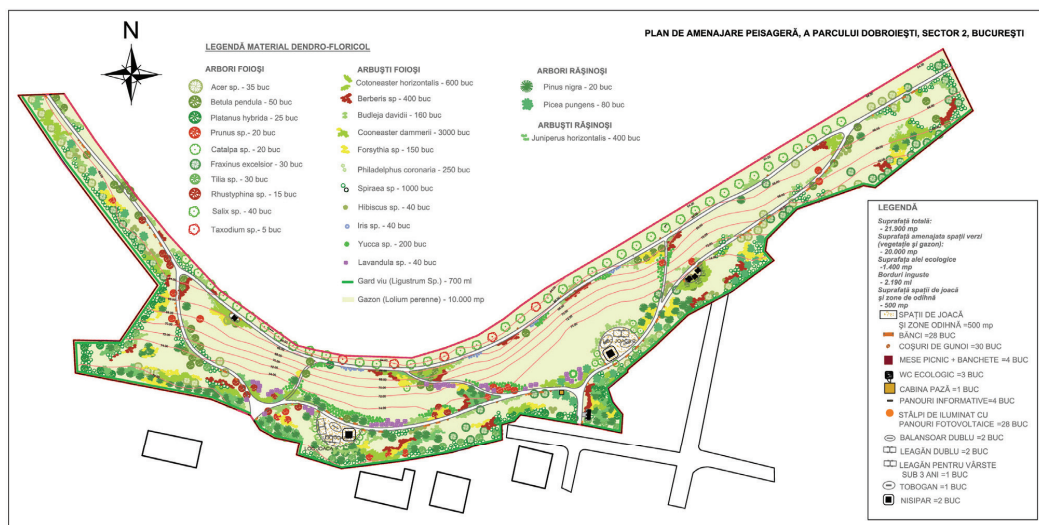 PLAN DE AMENAJARE PEISAGERĂ, A PARCULUI DOBROIEȘTI, SECTOR 2, BUCUREȘTI
N
LEGENDĂ MATERIAL DENDRO-FLORICOL
ARBORI FOIOȘI
Acer sp. - 35 buc
Betula pendula - 50 buc
Platanus hybrida - 25 buc
Prunus sp.- 20 buc
Catalpa sp. - 20 buc
Fraxinus excelsior - 30 buc
Tilia sp. - 30 buc
Rhustyphina sp. - 15 buc
Salix sp. - 40 buc
Taxodium sp.- 5 buc
ARBUȘTI FOIOȘI
Cotoneaster horizontalis - 600 buc
Berberis sp - 400 buc
Budleja davidii - 160 buc
Cooneaster dammerii - 3000 buc
Forsythia sp - 150 buc
Philadelphus coronaria - 250 buc
Spiraea sp - 1000 buc
Hibiscus sp. - 40 buc
Iris sp. - 40 buc
Yucca sp. - 200 buc
Lavandula sp. - 40 buc
Gard viu (Ligustrum Sp.) - 700 ml
Gazon (Lolium perenne) - 10.000 mp
ARBORI RĂȘINOȘI
Pinus nigra - 20 buc
Picea pungens - 80 buc
ARBUȘTI RĂȘINOȘI
Juniperus horizontalis - 400 buc
LEGENDĂ
Suprafață totală:
- 21.900 mp
Suprafață amenajata spații verzi
(vegetație și gazon):
- 20.000 mp
Suprafața alei ecologice
-1.400 mp
Borduri inguste
- 2.190 ml
Suprafața spații de joacă
și zone de odihnă
- 500 mp
SPAȚII DE JOACĂ
ȘI ZONE ODIHNĂ =500 mp
BĂNCI =28 BUC
COȘURI DE GUNOI =30 BUC
MESE PICNIC + BANCHETE =4 BUC
WC ECOLOGIC =3 BUC
CABINA PAZĂ =1 BUC
PANOURI INFORMATIVE=4 BUC
STÂLPI DE ILUMINAT CU
PANOURI FOTOVOLTAICE =28 BUC
BALANSOAR DUBLU =2 BUC
LEAGĂN DUBLU =2 BUC
LEAGĂN PENTRU VÂRSTE
SUB 3 ANI =1 BUC
TOBOGAN =1 BUC
NISIPAR =2 BUC